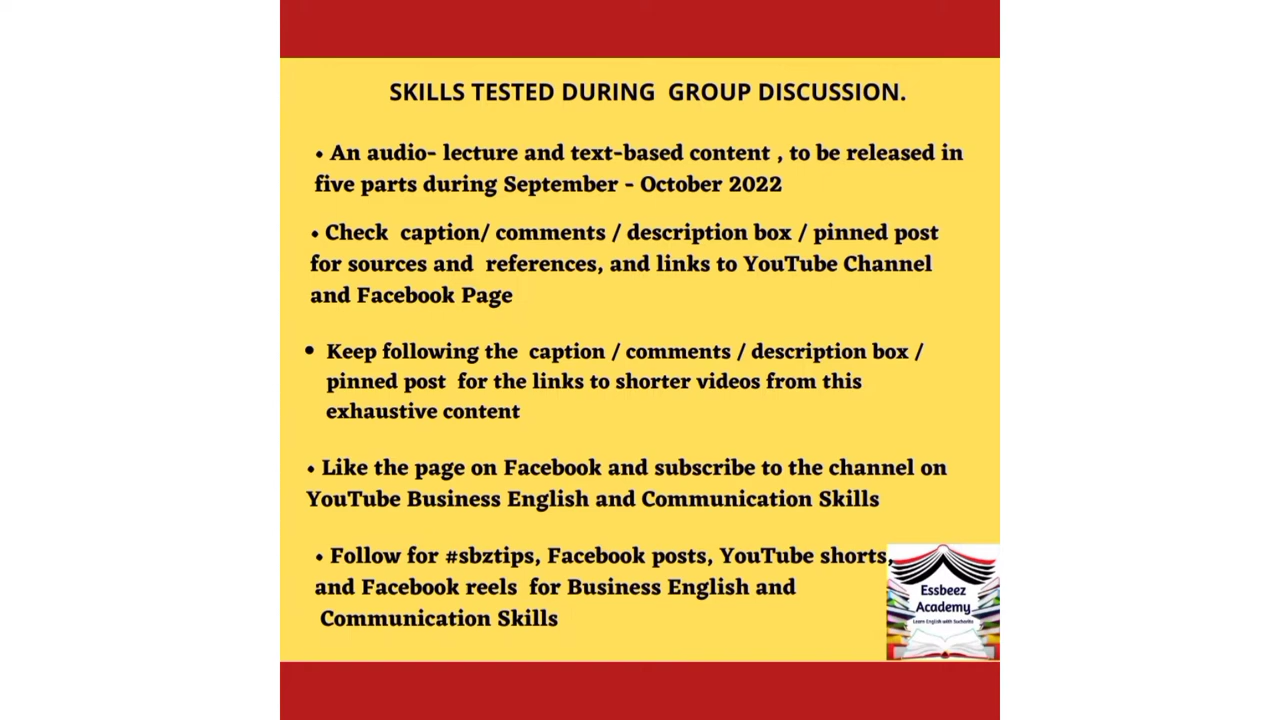 SKILLS TESTED DURING GROUP DISCUSSION.
• An audio- lecture and text-based content , to be released in
five parts during September - October 2022
• Check caption/ comments / description box / pinned post
for sources and references, and links to YouTube Channel
and Facebook Page
• Keep following the caption / comments / description box /
pinned post for the links to shorter videos from this
exhaustive content
• Like the page on Facebook and subscribe to the channel on
YouTube Business English and Communication Skills
• Follow for #sbztips, Facebook posts, YouTube shorts,
and Facebook reels for Business English and
Communication Skills
Essbeez
Academy
Learn English with